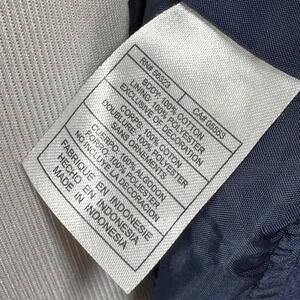 RN# 56323 CA# 05553
BODY: 100% COTTON
LINING: 100% POLYESTER
EXCLUSIVE OF DECORATION
CORPS: 100% COTON
DOUBLURE: 100% POLYESTER
SANS ORNEMENTS
CUERPO: 100% ALGODON
FORRO: 100% POLIESTER
NO INCLUYE LA DECORACION
FABRIQUE EN INDONESIE
HECHO EN INDONESIA
MADE IN INDONESIA